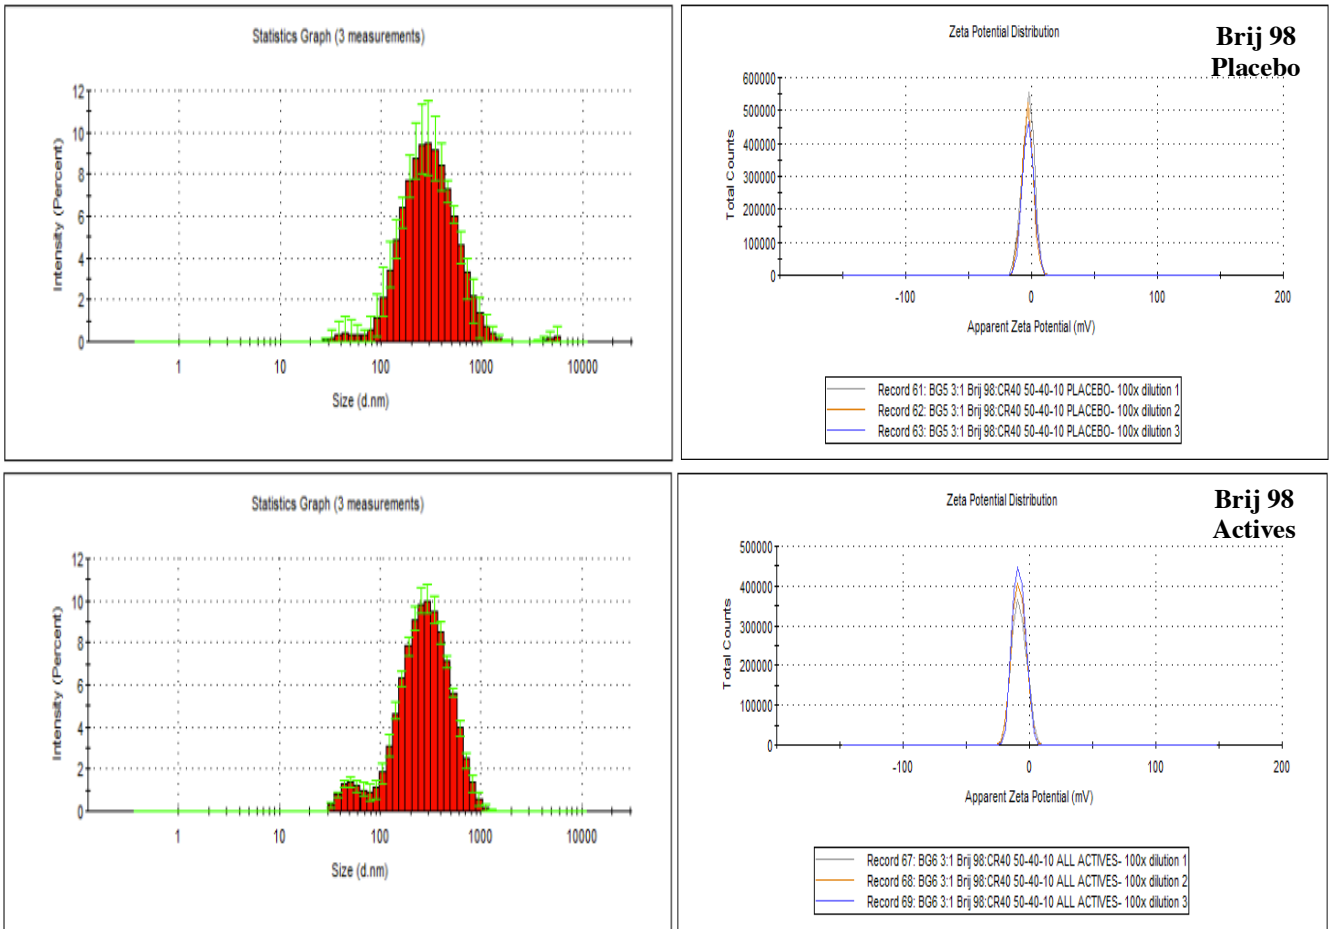 Statistics Graph (3 measurements)
12
10
8
6
4
2
0
Intensity (Percent)
1 10 100 1000 10000
Size (d.nm)
Zeta Potential Distribution
Brij 98
Placebo
600000
500000
400000
300000
200000
100000
0
Total Counts
-100 0 100 200
Apparent Zeta Potential (mV)
Record 61: BG5 3:1 Brij 98:CR40 50-40-10 PLACEBO- 100x dilution 1
Record 62: BG5 3:1 Brij 98:CR40 50-40-10 PLACEBO- 100x dilution 2
Record 63: BG5 3:1 Brij 98:CR40 50-40-10 PLACEBO- 100x dilution 3
Statistics Graph (3 measurements)
12
10
8
6
4
2
0
Intensity (Percent)
1 10 100 1000 10000
Size (d.nm)
Zeta Potential Distribution
Brij 98
Actives
500000
400000
300000
200000
100000
0
Total Counts
-100 0 100 200
Apparent Zeta Potential (mV)
Record 67: BG6 3:1 Brij 98:CR40 50-40-10 ALL ACTIVES- 100x dilution 1
Record 68: BG6 3:1 Brij 98:CR40 50-40-10 ALL ACTIVES- 100x dilution 2
Record 69: BG6 3:1 Brij 98:CR40 50-40-10 ALL ACTIVES- 100x dilution 3